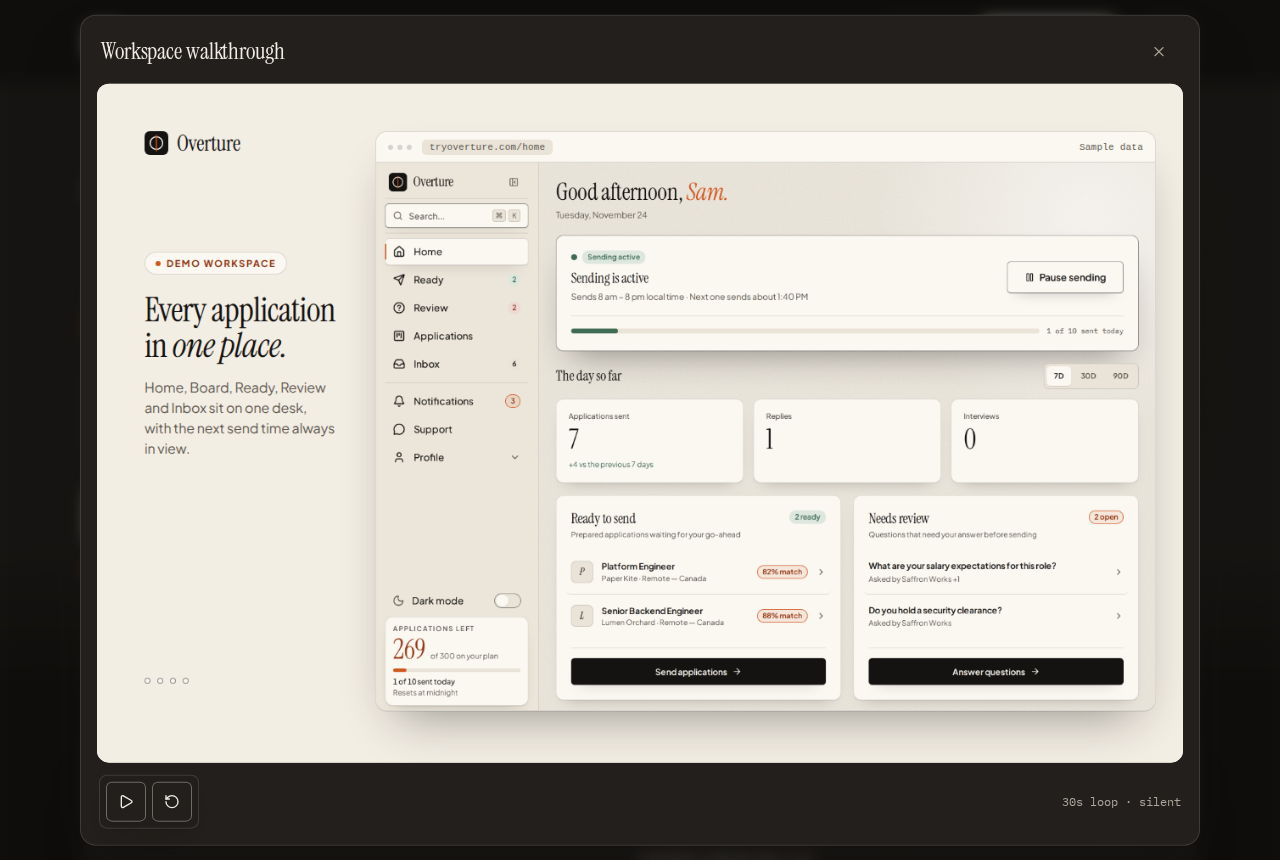 Workspace walkthrough
Overture
DEMO WORKSPACE
Every application
in one place.
Home, Board, Ready, Review
and Inbox sit on one desk,
with the next send time always
in view.
tryoverture.com/home
Sample data
Overture
Search...
⌘ K
Home
Ready 2
Review 2
Applications
Inbox 6
Notifications 3
Support
Profile
Dark mode
APPLICATIONS LEFT
269 of 300 on your plan
1 of 10 sent today
Resets at midnight
Good afternoon, Sam.
Tuesday, November 24
Sending active
Sending is active
Sends 8 am – 8 pm local time · Next one sends about 1:40 PM
Pause sending
1 of 10 sent today
The day so far
7D 30D 90D
Applications sent
7
+4 vs the previous 7 days
Replies
1
Interviews
0
Ready to send
2 ready
Prepared applications waiting for your go-ahead
P
Platform Engineer
Paper Kite · Remote — Canada
82% match
L
Senior Backend Engineer
Lumen Orchard · Remote — Canada
88% match
Send applications →
Needs review
2 open
Questions that need your answer before sending
What are your salary expectations for this role?
Asked by Saffron Works +1
Do you hold a security clearance?
Asked by Saffron Works
Answer questions →
30s loop · silent